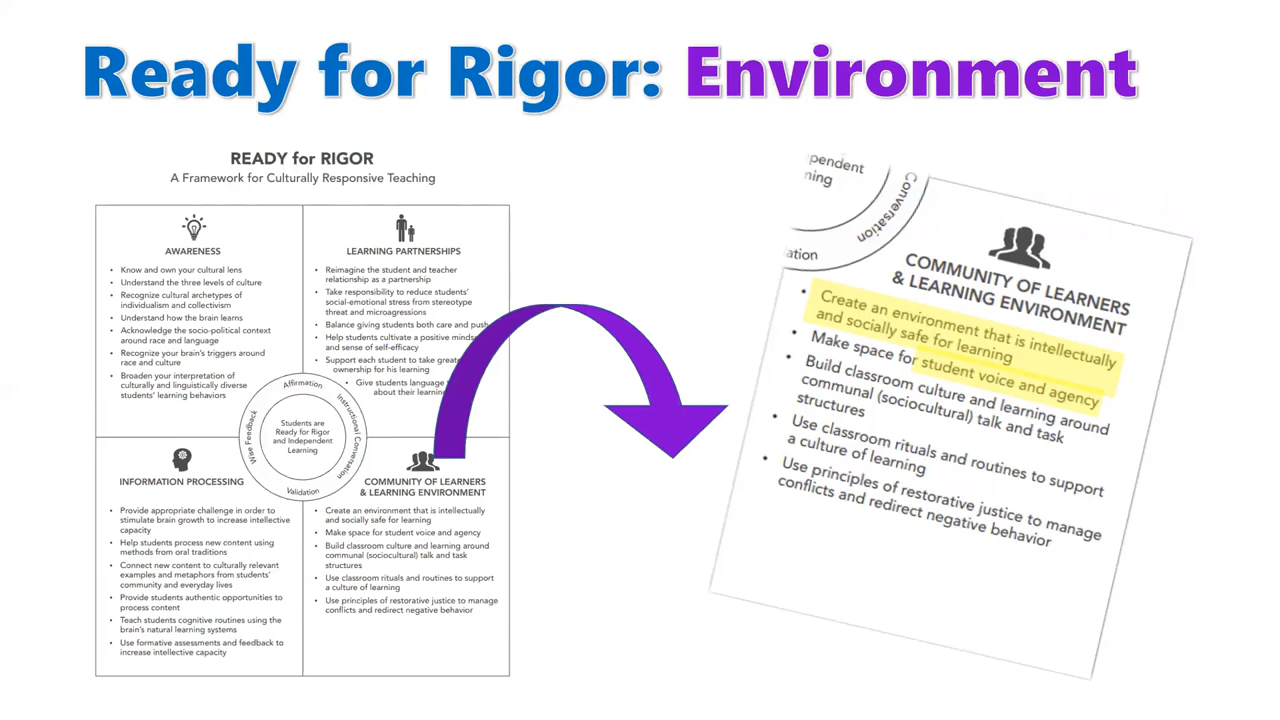 Ready for Rigor: Environment
READY for RIGOR
A Framework for Culturally Responsive Teaching
AWARENESS
• Know and own your cultural lens
• Understand the three levels of culture
• Recognize cultural archetypes of
individualism and collectivism
• Understand how the brain learns
• Acknowledge the socio-political context
around race and language
• Recognize your brain's triggers around
race and culture
• Broaden your interpretation of
culturally and linguistically diverse
students' learning behaviors
LEARNING PARTNERSHIPS
• Reimagine the student and teacher
relationship as a partnership
• Take responsibility to reduce students'
social-emotional stress from stereotype
threat and microagressions
• Balance giving students both care and push
• Help students cultivate a positive
and sense of self-efficacy
• Support each student to take
ownership for his learning
• Give students language
about their
Affirmation
Instructional Conversation
Validation
Wise Feedback
Students are
Ready for Rigor
and Independent
Learning
INFORMATION PROCESSING
• Provide appropriate challenge in order to
stimulate brain growth to increase intellective
capacity
• Help students process new content using
methods from oral traditions
• Connect new content to culturally relevant
examples and metaphors from students'
community and everyday lives
• Provide students authentic opportunities to
process content
• Teach students cognitive routines using the
brain's natural learning systems
• Use formative assessments and feedback to
increase intellective capacity
COMMUNITY OF LEARNERS
& LEARNING ENVIRONMENT
• Create an environment that is intellectually
and socially safe for learning
• Make space for student voice and agency
• Build classroom culture and learning around
communal (sociocultural) talk and task
structures
• Use classroom rituals and routines to support
a culture of learning
• Use principles of restorative justice to manage
conflicts and redirect negative behavior
pendent
ning
Conversation
ation
COMMUNITY OF LEARNERS
& LEARNING ENVIRONMENT
• Create an environment that is intellectually
and socially safe for learning
• Make space for student voice and agency
• Build classroom culture and learning around
communal (sociocultural) talk and task
structures
• Use classroom rituals and routines to support
a culture of learning
• Use principles of restorative justice to manage
conflicts and redirect negative behavior